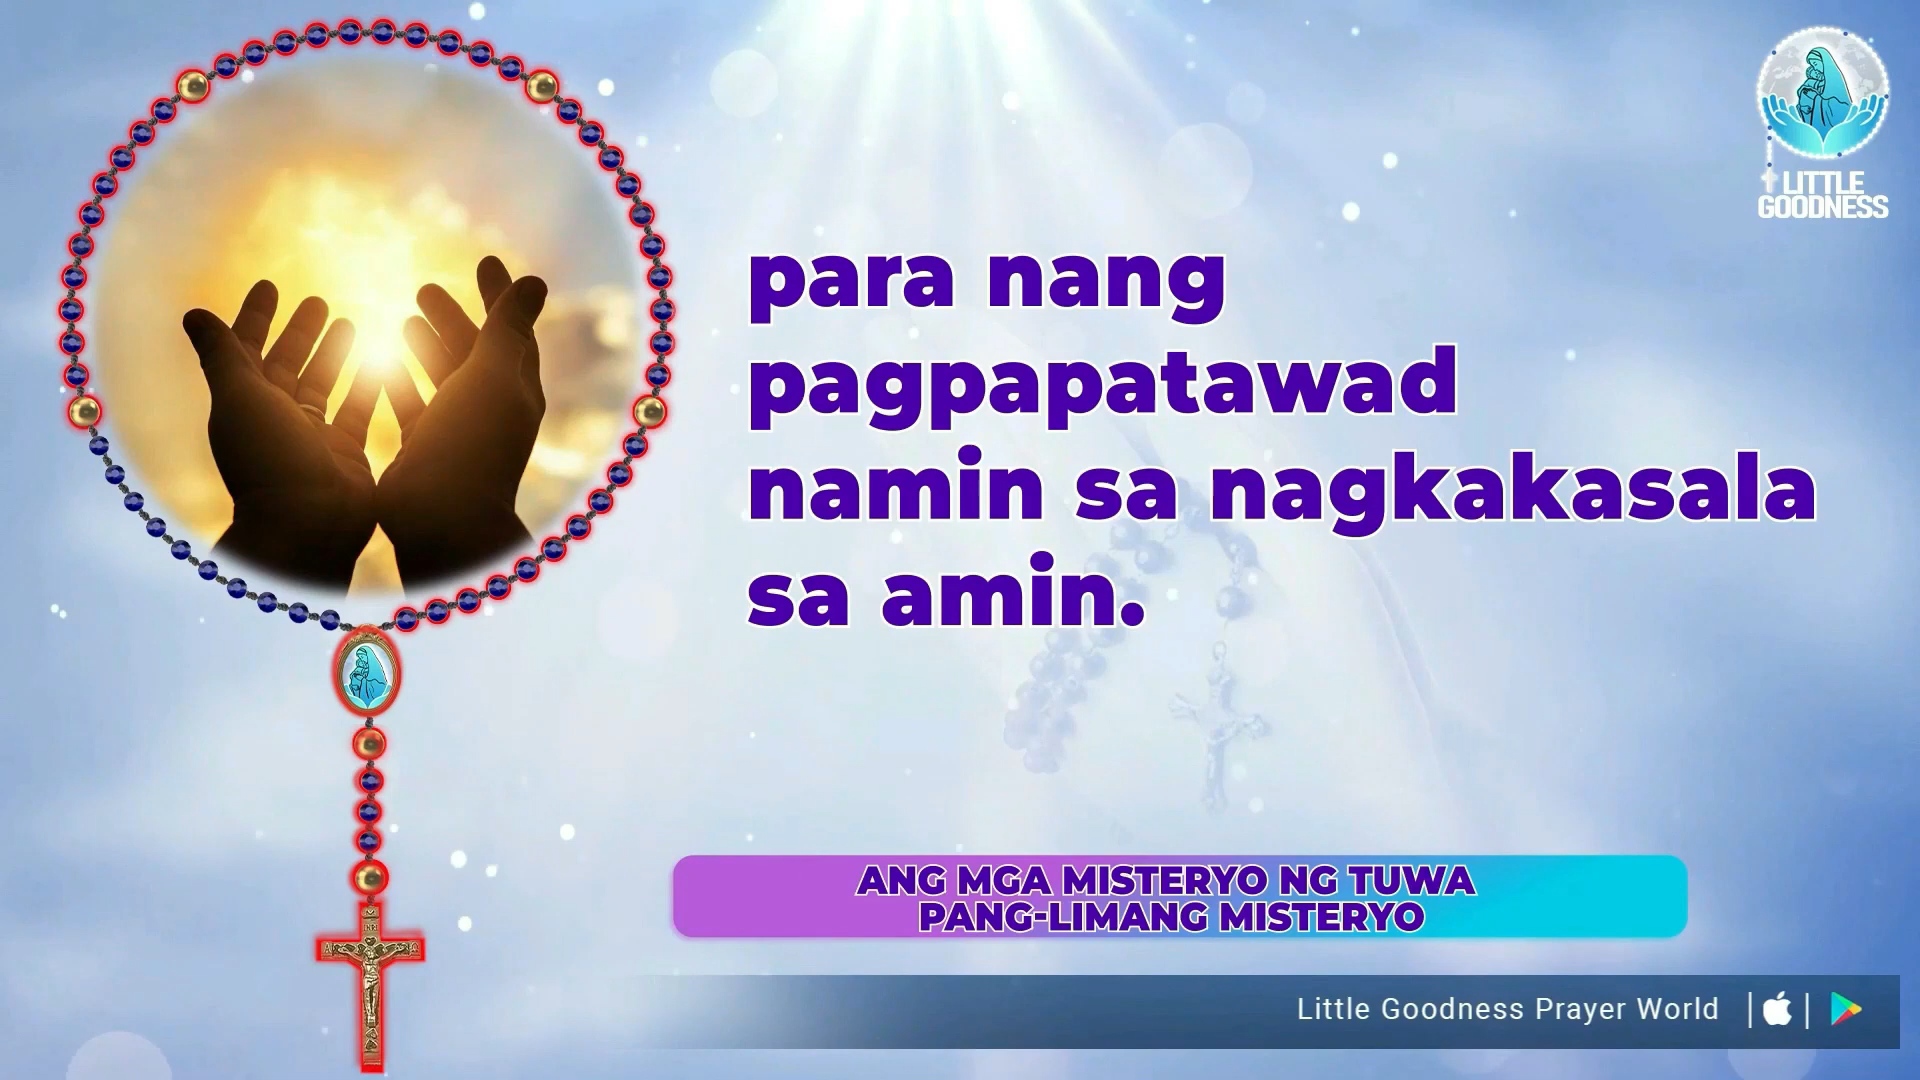 LITTLE
GOODNESS
para nang
pagpapatawad
namin sa nagkakasala
sa amin.
ANG MGA MISTERYO NG TUWA
PANG-LIMANG MISTERYO
Little Goodness Prayer World
INRI